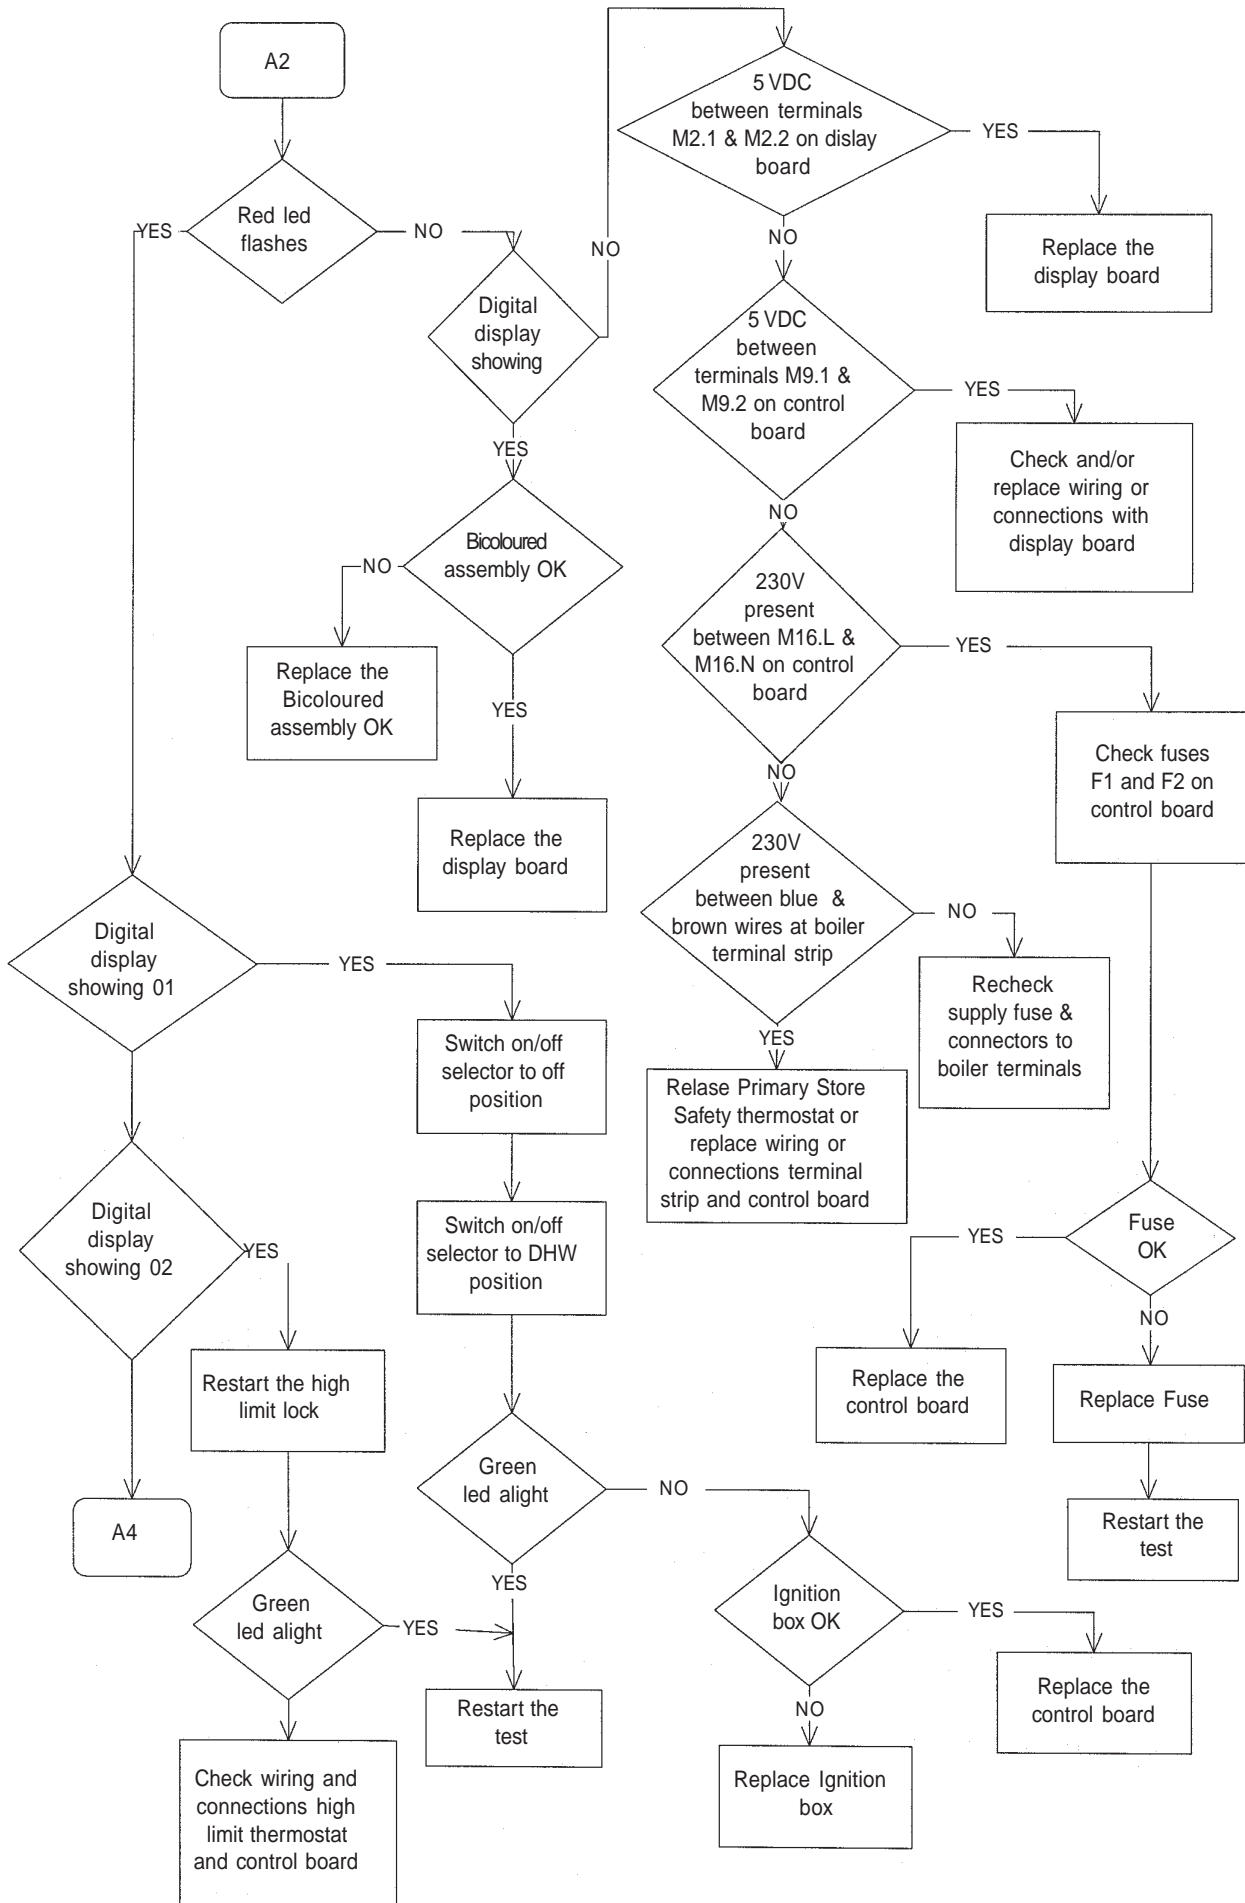 A2
Red led
flashes
YES
NO
Digital
display
showing
NO
YES
Bicoloured
assembly OK
NO
Replace the
Bicoloured
assembly OK
YES
Replace the
display board
5 VDC
between terminals
M2.1 & M2.2 on dislay
board
YES
Replace the
display board
NO
5 VDC
between
terminals M9.1 &
M9.2 on control
board
YES
Check and/or
replace wiring or
connections with
display board
NO
230V
present
between M16.L &
M16.N on control
board
YES
Check fuses
F1 and F2 on
control board
NO
230V
present
between blue &
brown wires at boiler
terminal strip
NO
Recheck
supply fuse &
connectors to
boiler terminals
YES
Relase Primary Store
Safety thermostat or
replace wiring or
connections terminal
strip and control board
Fuse
OK
YES
Replace the
control board
NO
Replace Fuse
Restart the
test
Digital
display
showing 01
YES
Switch on/off
selector to off
position
Switch on/off
selector to DHW
position
Digital
display
showing 02
YES
Restart the high
limit lock
A4
Green
led alight
YES
Check wiring and
connections high
limit thermostat
and control board
Green
led alight
NO
YES
Restart the
test
Ignition
box OK
YES
Replace the
control board
NO
Replace Ignition
box